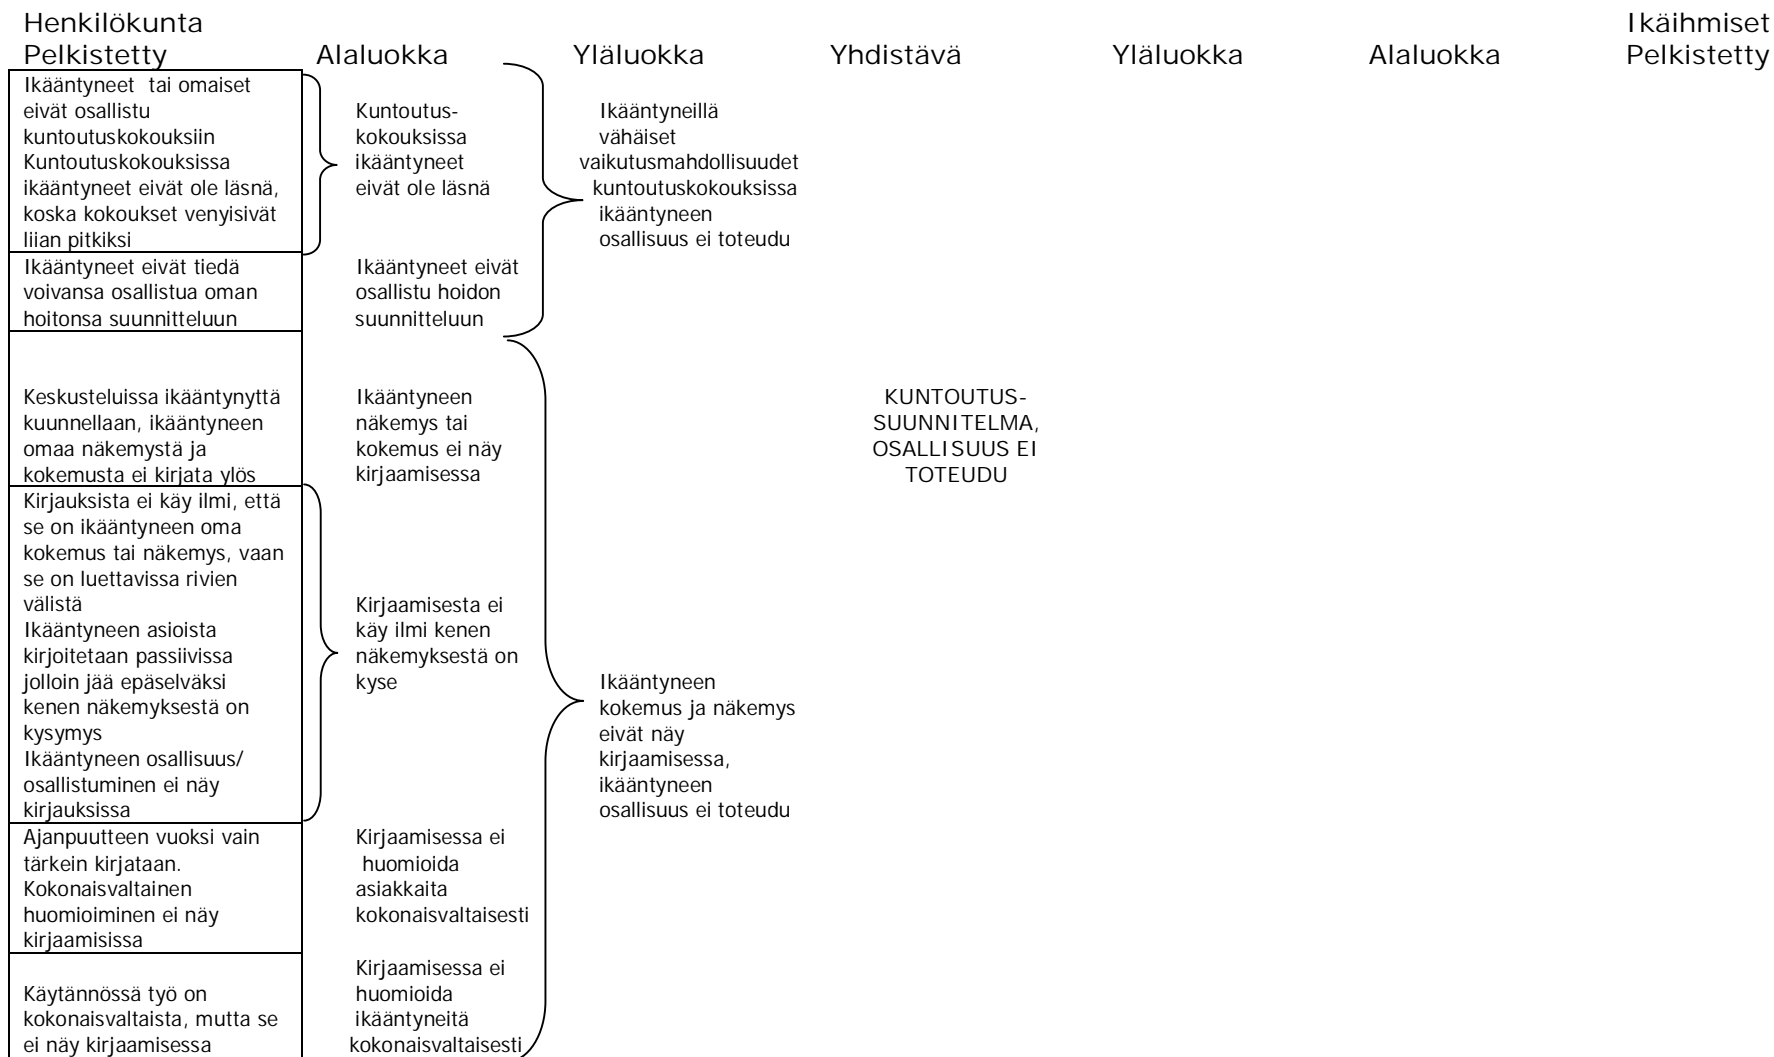 Henkilökunta
Pelkistetty
Alaluokka
Yläluokka
Yhdistävä
Yläluokka
Alaluokka
Ikäihmiset
Pelkistetty
Ikääntyneet tai omaiset
eivät osallistu
kuntoutuskokouksiin
Kuntoutuskokouksissa
ikääntyneet eivät ole läsnä,
koska kokoukset venyisivät
liian pitkiksi
Kuntoutus-
kokouksissa
ikääntyneet
eivät ole läsnä
Ikääntyneillä
vähäiset
vaikutusmahdollisuudet
kuntoutuskokouksissa
ikääntyneen
osallisuus ei toteudu
Ikääntyneet eivät tiedä
voivansa osallistua oman
hoitonsa suunnitteluun
Ikääntyneet eivät
osallistu hoidon
suunnitteluun
Keskusteluissa ikääntynyttä
kuunnellaan, ikääntyneen
omaa näkemystä ja
kokemusta ei kirjata ylös
Ikääntyneen
näkemys tai
kokemus ei näy
kirjaamisessa
KUNTOUTUS-
SUUNNITELMA,
OSALLISUUS EI
TOTEUDU
Kirjauksista ei käy ilmi, että
se on ikääntyneen oma
kokemus tai näkemys, vaan
se on luettavissa rivien
välistä
Ikääntyneen asioista
kirjoitetaan passiivissa
jolloin jää epäselväksi
kenen näkemyksestä on
kysymys
Ikääntyneen osallisuus/
osallistuminen ei näy
kirjauksissa
Kirjaamisesta ei
käy ilmi kenen
näkemyksestä on
kyse
Ikääntyneen
kokemus ja näkemys
eivät näy
kirjaamisessa,
ikääntyneen
osallisuus ei toteudu
Ajanpuutteen vuoksi vain
tärkein kirjataan.
Kokonaisvaltainen
huomioiminen ei näy
kirjaamisissa
Kirjaamisessa ei
huomioida
asiakkaita
kokonaisvaltaisesti
Käytännössä työ on
kokonaisvaltaista, mutta se
ei näy kirjaamisessa
Kirjaamisessa ei
huomioida
ikääntyneitä
kokonaisvaltaisesti